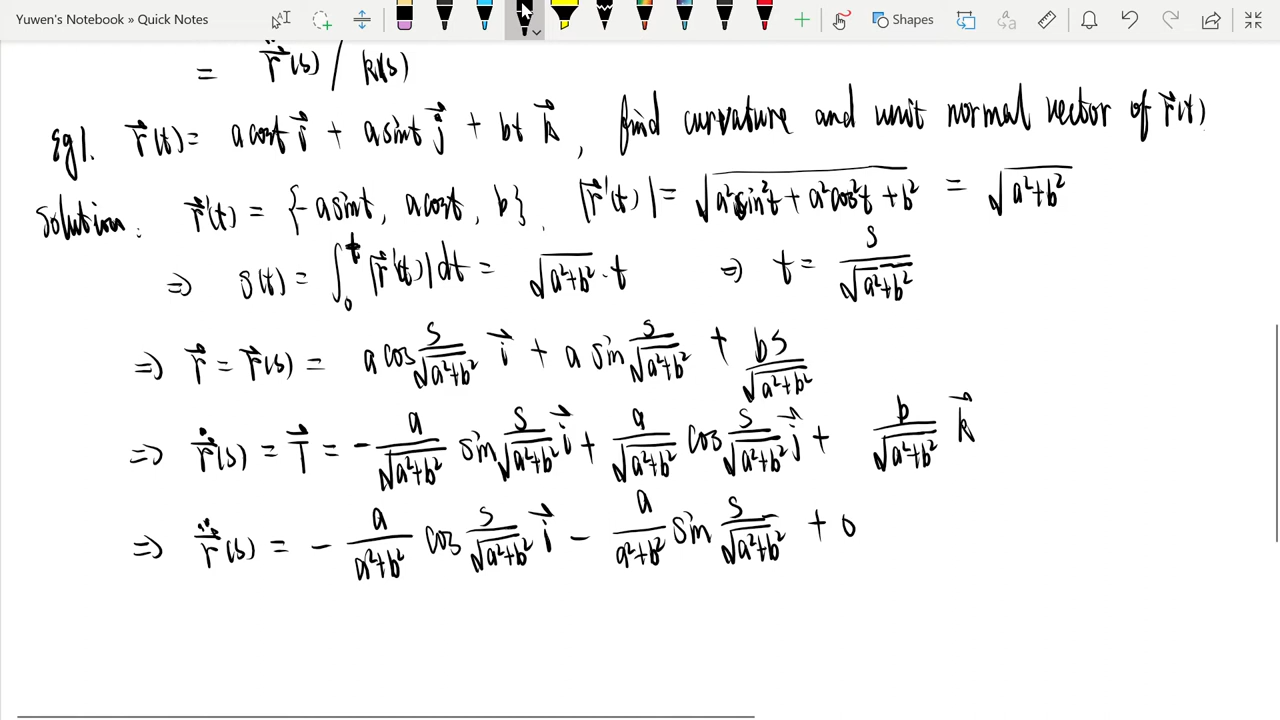 Yuwen's Notebook » Quick Notes
Shapes
= r⃗̈(s) / k(s)
Eg1. r⃗(t) = a cost i⃗ + a sint j⃗ + bt k⃗, find curvature and unit normal vector of r⃗(t).
Solution. r⃗'(t) = {-a sint, a cost, b}. |r⃗'(t)| = √(a²sin²t + a²cos²t + b²) = √(a²+b²)
⇒ s(t) = ∫₀ᵗ |r⃗'(t)| dt = √(a²+b²) · t ⇒ t = s/√(a²+b²)
⇒ r⃗ = r⃗(s) = a cos s/√(a²+b²) i⃗ + a sin s/√(a²+b²) + bs/√(a²+b²)
⇒ r⃗̇(s) = T⃗ = - a/√(a²+b²) sin s/√(a²+b²) i⃗ + a/√(a²+b²) cos s/√(a²+b²) j⃗ + b/√(a²+b²) k⃗
⇒ r⃗̈(s) = - a/(a²+b²) cos s/√(a²+b²) i⃗ - a/(a²+b²) sin s/√(a²+b²) + 0